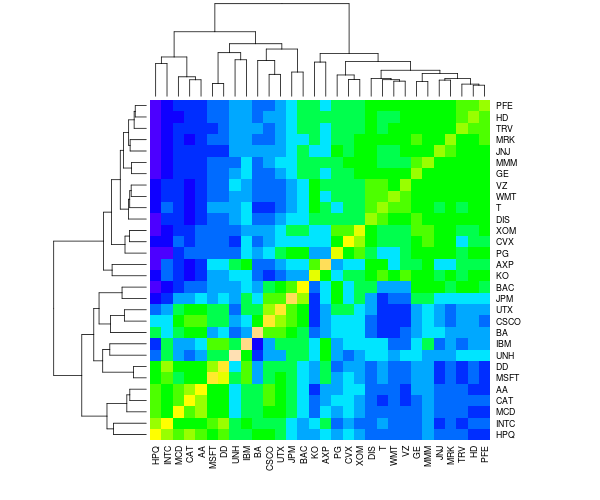 PFE
HD
TRV
MRK
JNJ
MMM
GE
VZ
WMT
T
DIS
XOM
CVX
PG
AXP
KO
BAC
JPM
UTX
CSCO
BA
IBM
UNH
DD
MSFT
AA
CAT
MCD
INTC
HPQ
HPQ
INTC
MCD
CAT
AA
MSFT
DD
UNH
IBM
BA
CSCO
UTX
JPM
BAC
KO
AXP
PG
CVX
XOM
DIS
T
WMT
VZ
GE
MMM
JNJ
MRK
TRV
HD
PFE